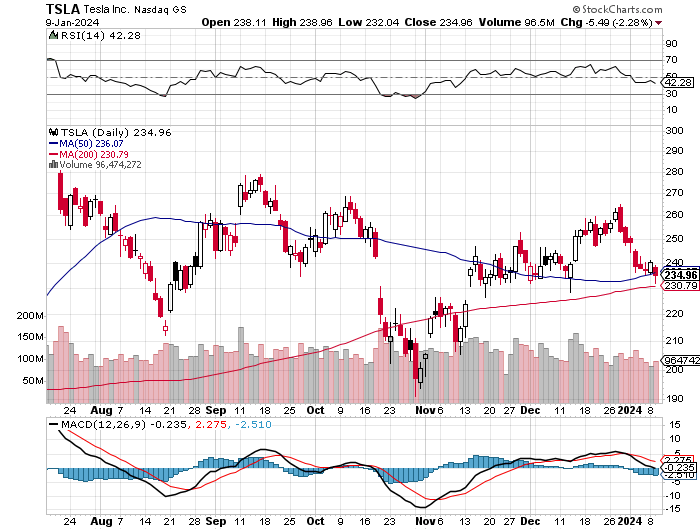 TSLA Tesla Inc. Nasdaq GS © StockCharts.com
9-Jan-2024 Open 238.11 High 238.96 Low 232.04 Close 234.96 Volume 96.5M Chg -5.49 (-2.28%)
RSI(14) 42.28
90
70
50
42.28
30
10
TSLA (Daily) 234.96
MA(50) 236.07
MA(200) 230.79
Volume 96,474,272
300
290
280
270
260
250
240
234.96
230.79
220
210
200
190
200M
150M
100M
50M
9647427
24 Aug 7 14 21 28 Sep 11 18 25 Oct 9 16 23 Nov 6 13 20 27 Dec 11 18 26 2024 8
MACD(12,26,9) -0.235, 2.275, -2.510
15
10
5
2.275
-0.235
-2.510
-5
-10
-15
24 Aug 7 14 21 28 Sep 11 18 25 Oct 9 16 23 Nov 6 13 20 27 Dec 11 18 26 2024 8